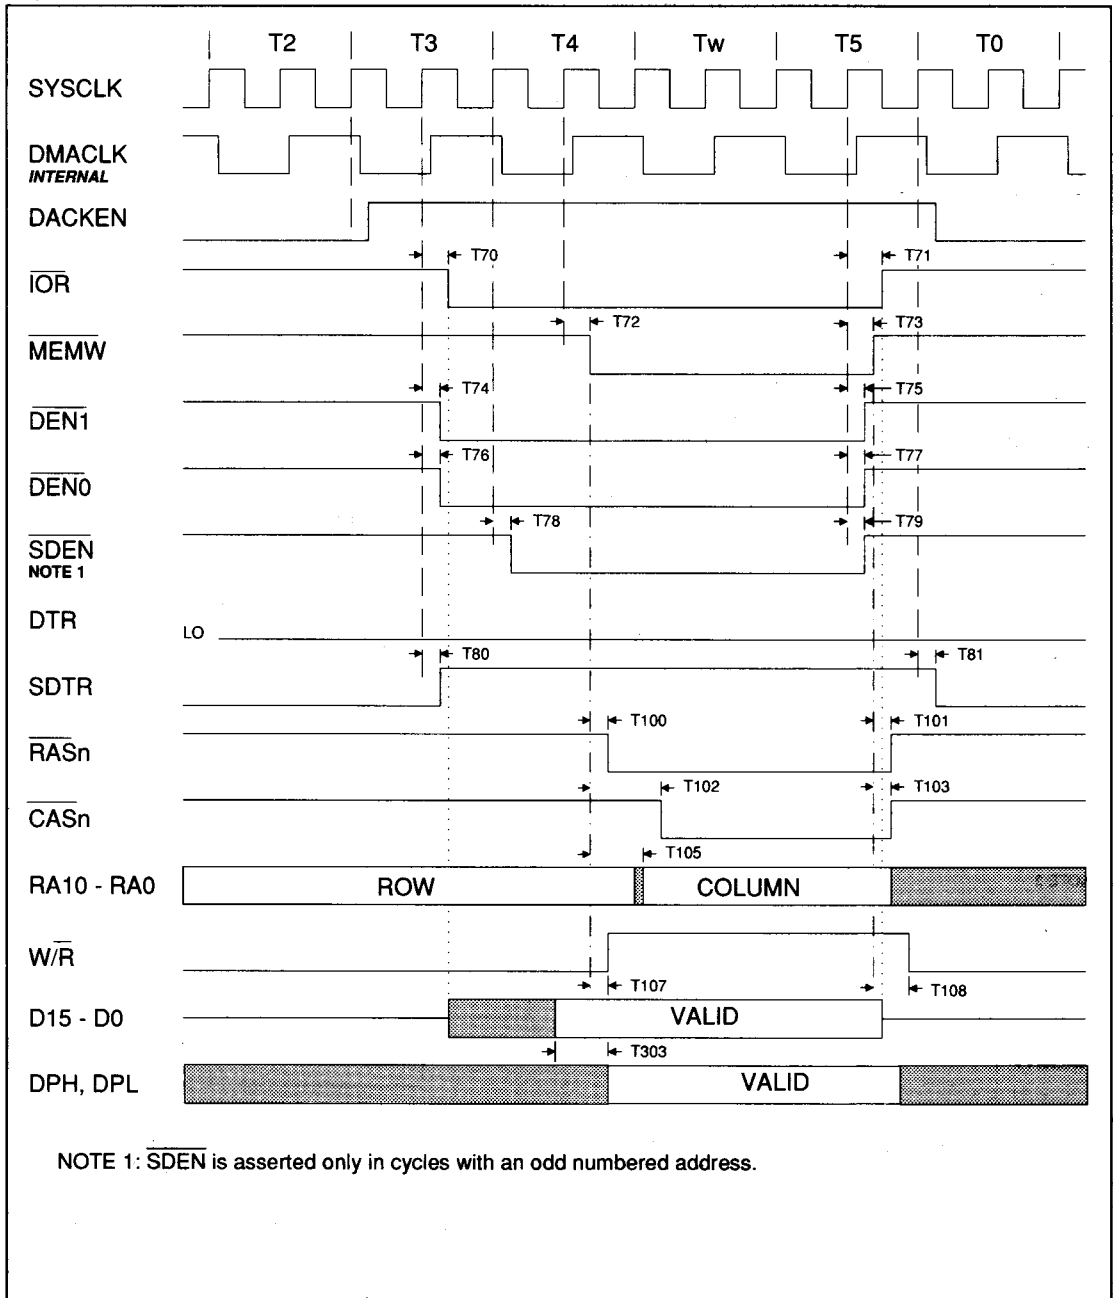 T2 T3 T4 Tw T5 T0
SYSCLK
DMACLK
INTERNAL
DACKEN
T70 T71
IOR
T72 T73
MEMW
T74 T75
DEN1
T76 T77
DEN0
T78 T79
SDEN
NOTE 1
DTR
LO
T80 T81
SDTR
T100 T101
RASn
T102 T103
CASn
T105
RA10 - RA0 ROW COLUMN
W/R
T107 T108
D15 - D0 VALID
T303
DPH, DPL VALID
NOTE 1: SDEN is asserted only in cycles with an odd numbered address.